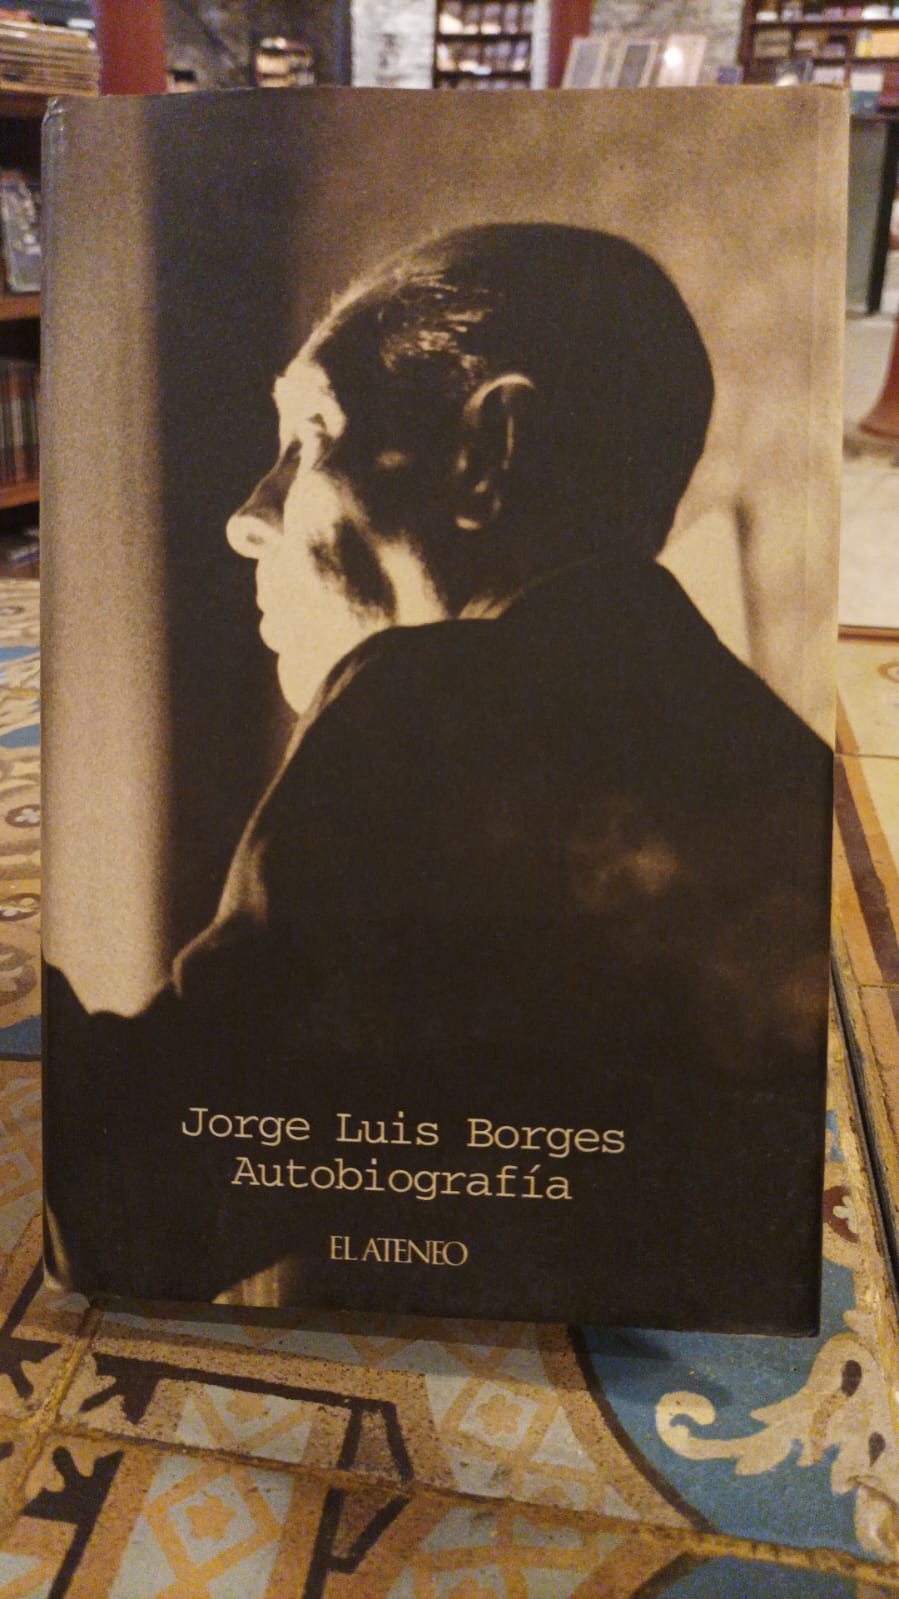 Jorge Luis Borges
Autobiografía
EL ATENEO